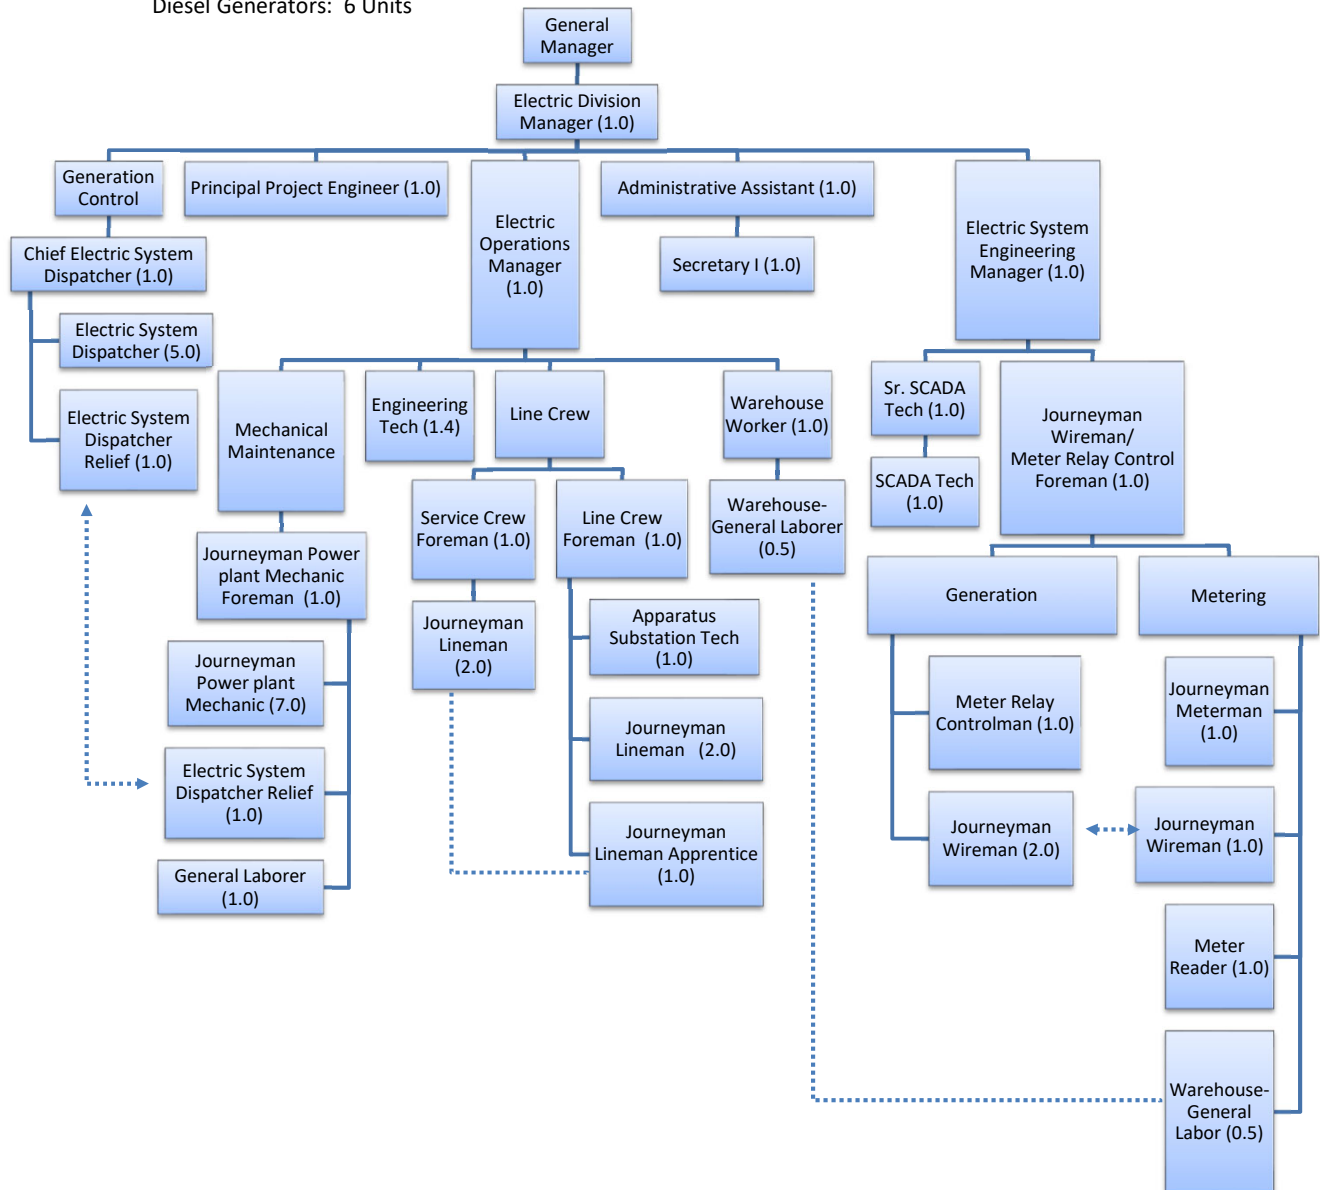 Diesel Generators:  6 Units
General
Manager
Electric Division
Manager (1.0)
Generation
Control
Principal Project Engineer (1.0)
Electric
Operations
Manager
(1.0)
Administrative Assistant (1.0)
Electric System
Engineering
Manager (1.0)
Chief Electric System
Dispatcher (1.0)
Secretary I (1.0)
Electric System
Dispatcher (5.0)
Electric System
Dispatcher
Relief (1.0)
Mechanical
Maintenance
Engineering
Tech (1.4)
Line Crew
Warehouse
Worker (1.0)
Sr. SCADA
Tech (1.0)
Journeyman
Wireman/
Meter Relay Control
Foreman (1.0)
SCADA Tech
(1.0)
Service Crew
Foreman (1.0)
Line Crew
Foreman  (1.0)
Warehouse-
General Laborer
(0.5)
Journeyman Power
plant Mechanic
Foreman  (1.0)
Generation
Metering
Journeyman
Lineman
(2.0)
Apparatus
Substation Tech
(1.0)
Journeyman
Power plant
Mechanic (7.0)
Meter Relay
Controlman (1.0)
Journeyman
Meterman
(1.0)
Journeyman
Lineman   (2.0)
Electric System
Dispatcher Relief
(1.0)
Journeyman
Lineman Apprentice
(1.0)
Journeyman
Wireman (2.0)
Journeyman
Wireman (1.0)
General Laborer
(1.0)
Meter
Reader (1.0)
Warehouse-
General
Labor (0.5)